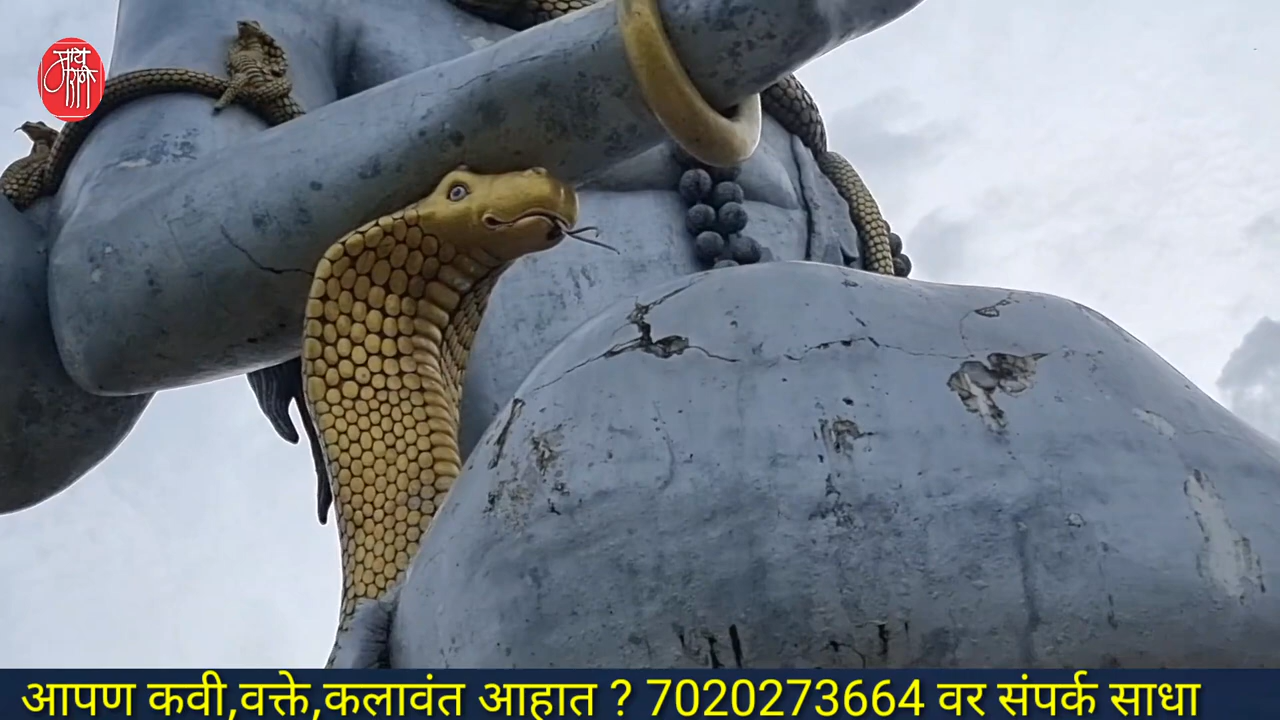 आपण कवी,वक्ते,कलावंत आहात ? 7020273664 वर संपर्क साधा